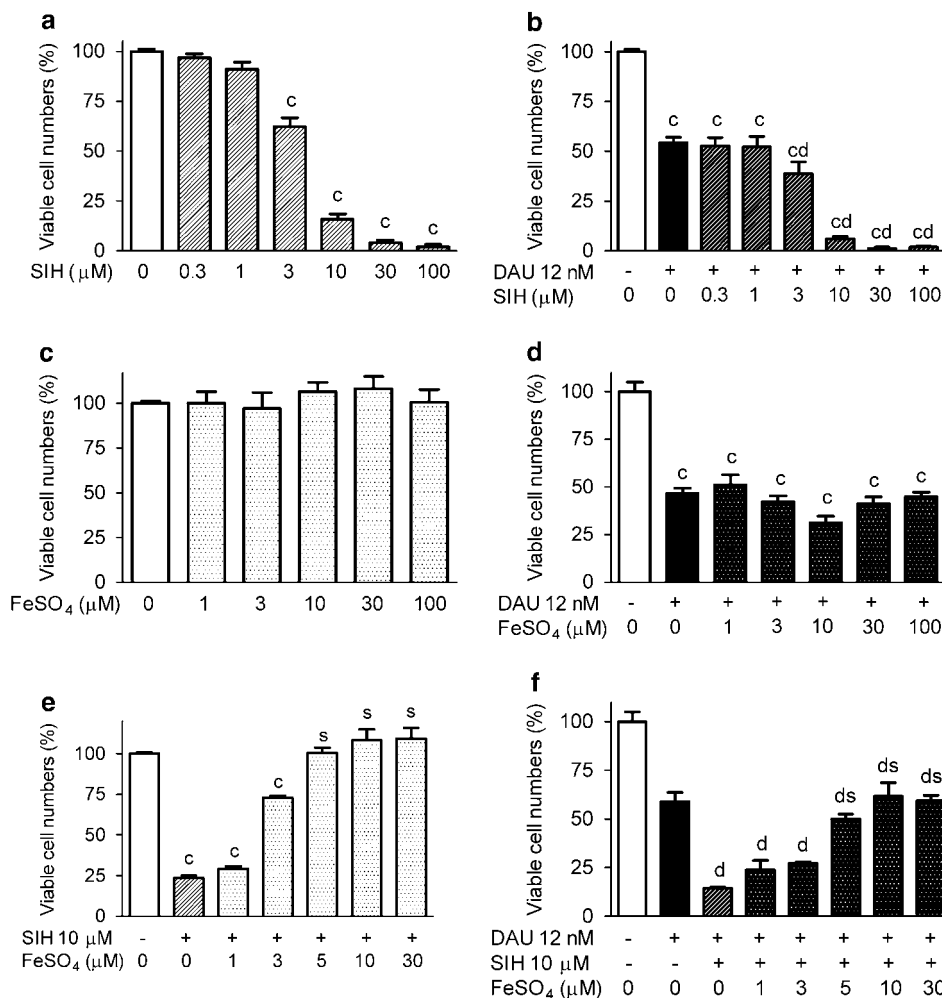 a
Viable cell numbers (%)
100
75
50
25
0
c
c
c
c
SIH (μM) 0 0.3 1 3 10 30 100
b
Viable cell numbers (%)
100
75
50
25
0
c c c
cd
cd cd cd
DAU 12 nM - + + + + + + +
SIH (μM) 0 0 0.3 1 3 10 30 100
c
Viable cell numbers (%)
100
75
50
25
0
FeSO4 (μM) 0 1 3 10 30 100
d
Viable cell numbers (%)
100
75
50
25
0
c c c c c c
DAU 12 nM - + + + + + +
FeSO4 (μM) 0 0 1 3 10 30 100
e
Viable cell numbers (%)
100
75
50
25
0
c c c s s s
SIH 10 μM - + + + + + +
FeSO4 (μM) 0 0 1 3 5 10 30
f
Viable cell numbers (%)
100
75
50
25
0
d d d ds ds ds
DAU 12 nM - + + + + + + +
SIH 10 μM - - + + + + + +
FeSO4 (μM) 0 0 0 1 3 5 10 30